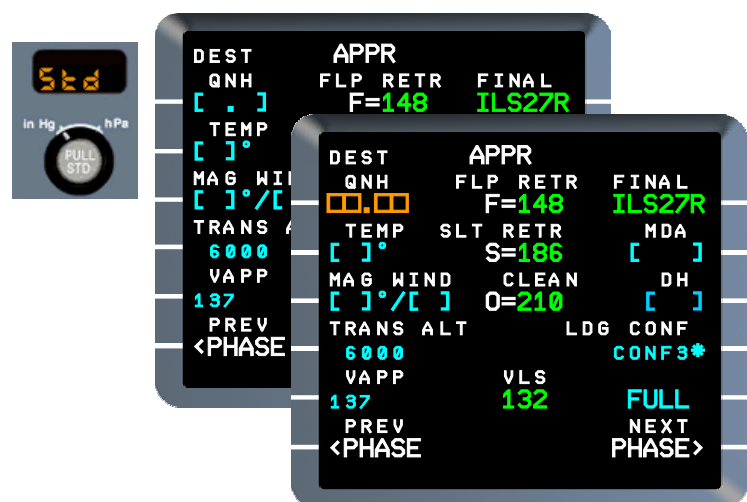 Std
in Hg
hPa
PULL
STD
DEST APPR
QNH FLP RETR FINAL
[ . ] F=148 ILS27R
TEMP
[ ]°
MAG WI
[ ]°/[
TRANS
6000
VAPP
137
PREV
<PHASE
DEST APPR
QNH FLP RETR FINAL
□□.□□ F=148 ILS27R
TEMP SLT RETR MDA
[ ]° S=186 [ ]
MAG WIND CLEAN DH
[ ]°/[ ] O=210 [ ]
TRANS ALT LDG CONF
6000 CONF3*
VAPP VLS
137 132 FULL
PREV NEXT
<PHASE PHASE>